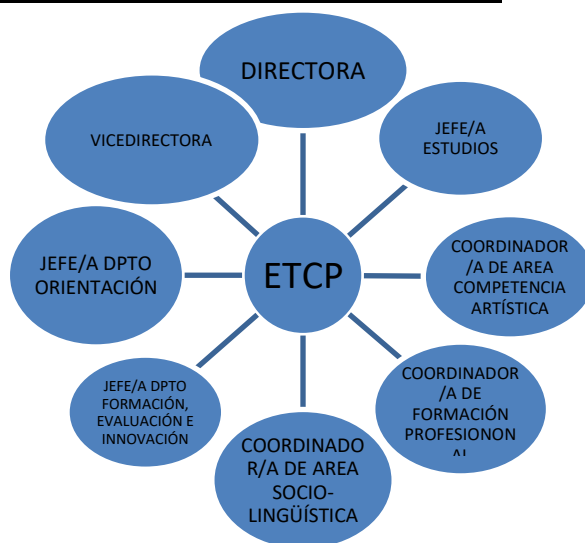 DIRECTORA
VICEDIRECTORA
JEFE/A
ESTUDIOS
JEFE/A DPTO
ORIENTACIÓN
ETCP
COORDINADOR
/A DE AREA
COMPETENCIA
ARTÍSTICA
JEFE/A DPTO
FORMACIÓN,
EVALUACIÓN E
INNOVACIÓN
COORDINADOR
/A DE
FORMACIÓN
PROFESIONON
AL
COORDINADO
R/A DE AREA
SOCIO-
LINGÜÍSTICA